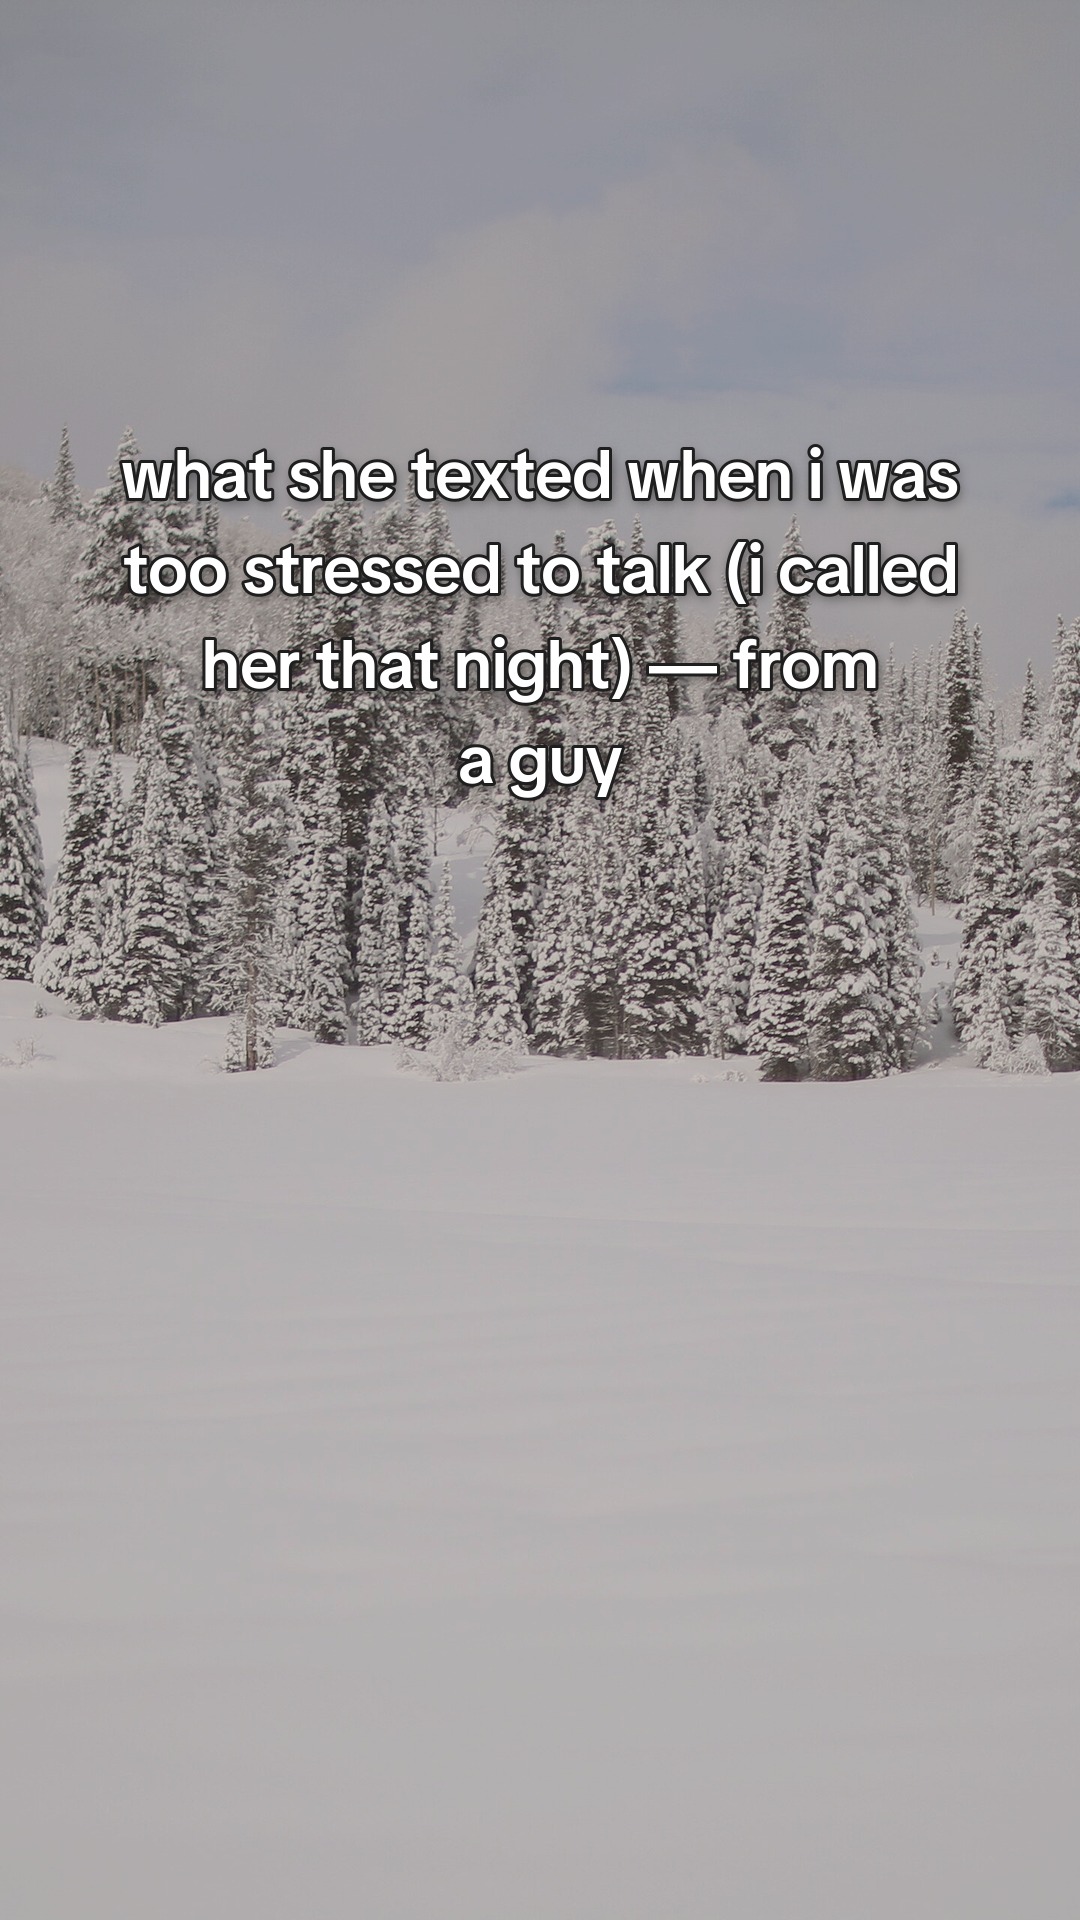 what she texted when i was
too stressed to talk (i called
her that night) — from
a guy